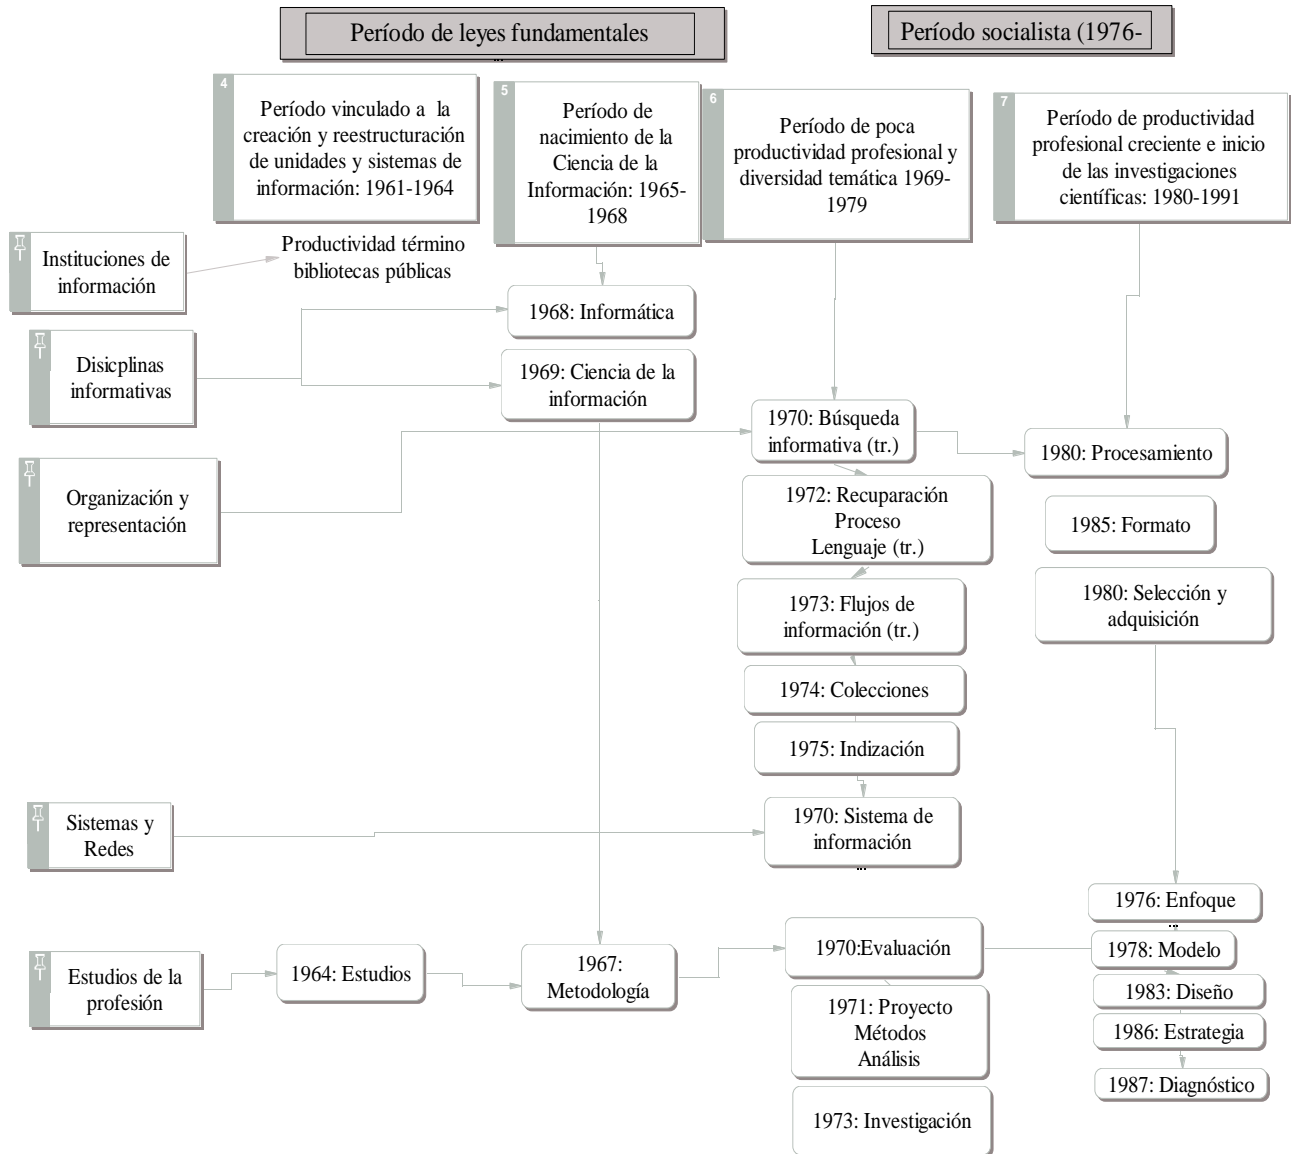 Período de leyes fundamentales
...
Período socialista (1976-
4
Período vinculado a la
creación y reestructuración
de unidades y sistemas de
información: 1961-1964
5
Período de
nacimiento de la
Ciencia de la
Información: 1965-
1968
6
Período de poca
productividad profesional y
diversidad temática 1969-
1979
7
Período de productividad
profesional creciente e inicio
de las investigaciones
científicas: 1980-1991
Instituciones de
información
Productividad término
bibliotecas públicas
Disicplinas
informativas
1968: Informática
1969: Ciencia de la
información
Organización y
representación
1970: Búsqueda
informativa (tr.)
1980: Procesamiento
1972: Recuparación
Proceso
Lenguaje (tr.)
1985: Formato
1973: Flujos de
información (tr.)
1980: Selección y
adquisición
1974: Colecciones
1975: Indización
Sistemas y
Redes
1970: Sistema de
información
...
1976: Enfoque
...
Estudios de la
profesión
1964: Estudios
1967:
Metodología
1970:Evaluación
1978: Modelo
1971: Proyecto
Métodos
Análisis
1983: Diseño
1986: Estrategia
1987: Diagnóstico
1973: Investigación